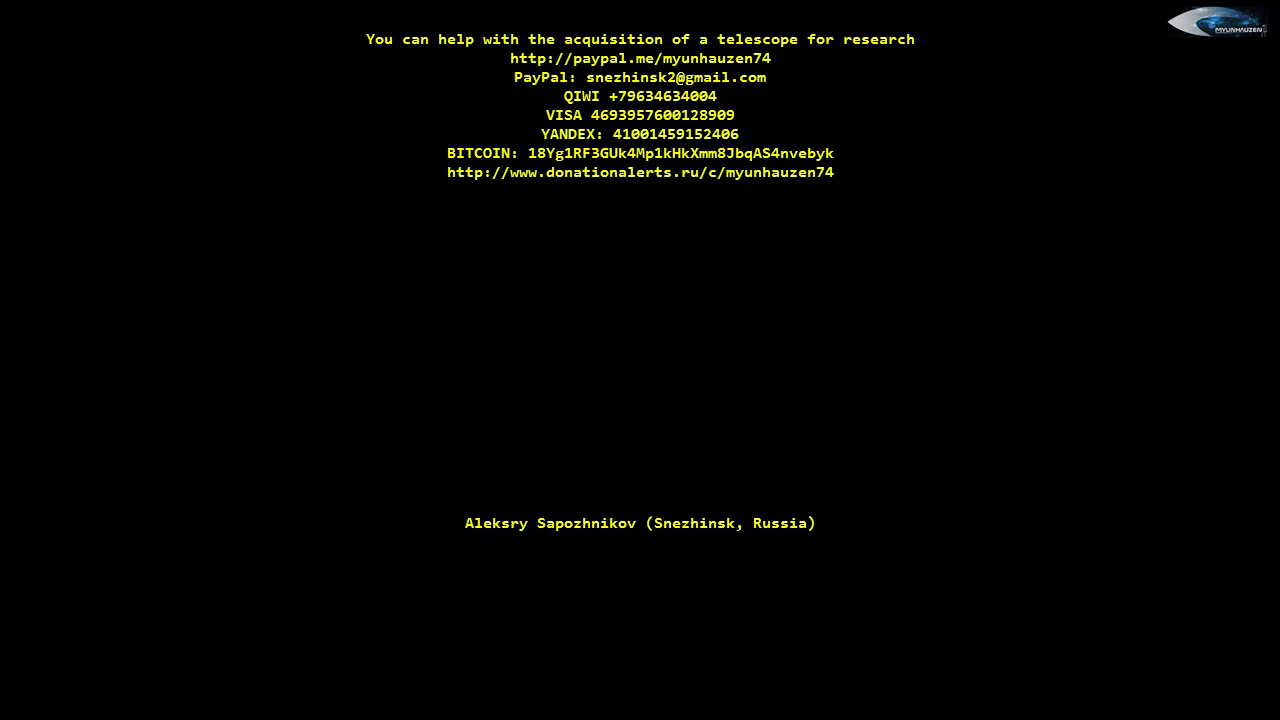 MYUNHAUZEN
You can help with the acquisition of a telescope for research
http://paypal.me/myunhauzen74
PayPal: snezhinsk2@gmail.com
QIWI +79634634004
VISA 4693957600128909
YANDEX: 41001459152406
BITCOIN: 18Yg1RF3GUk4Mp1kHkXmm8JbqAS4nvebyk
http://www.donationalerts.ru/c/myunhauzen74
Aleksry Sapozhnikov (Snezhinsk, Russia)